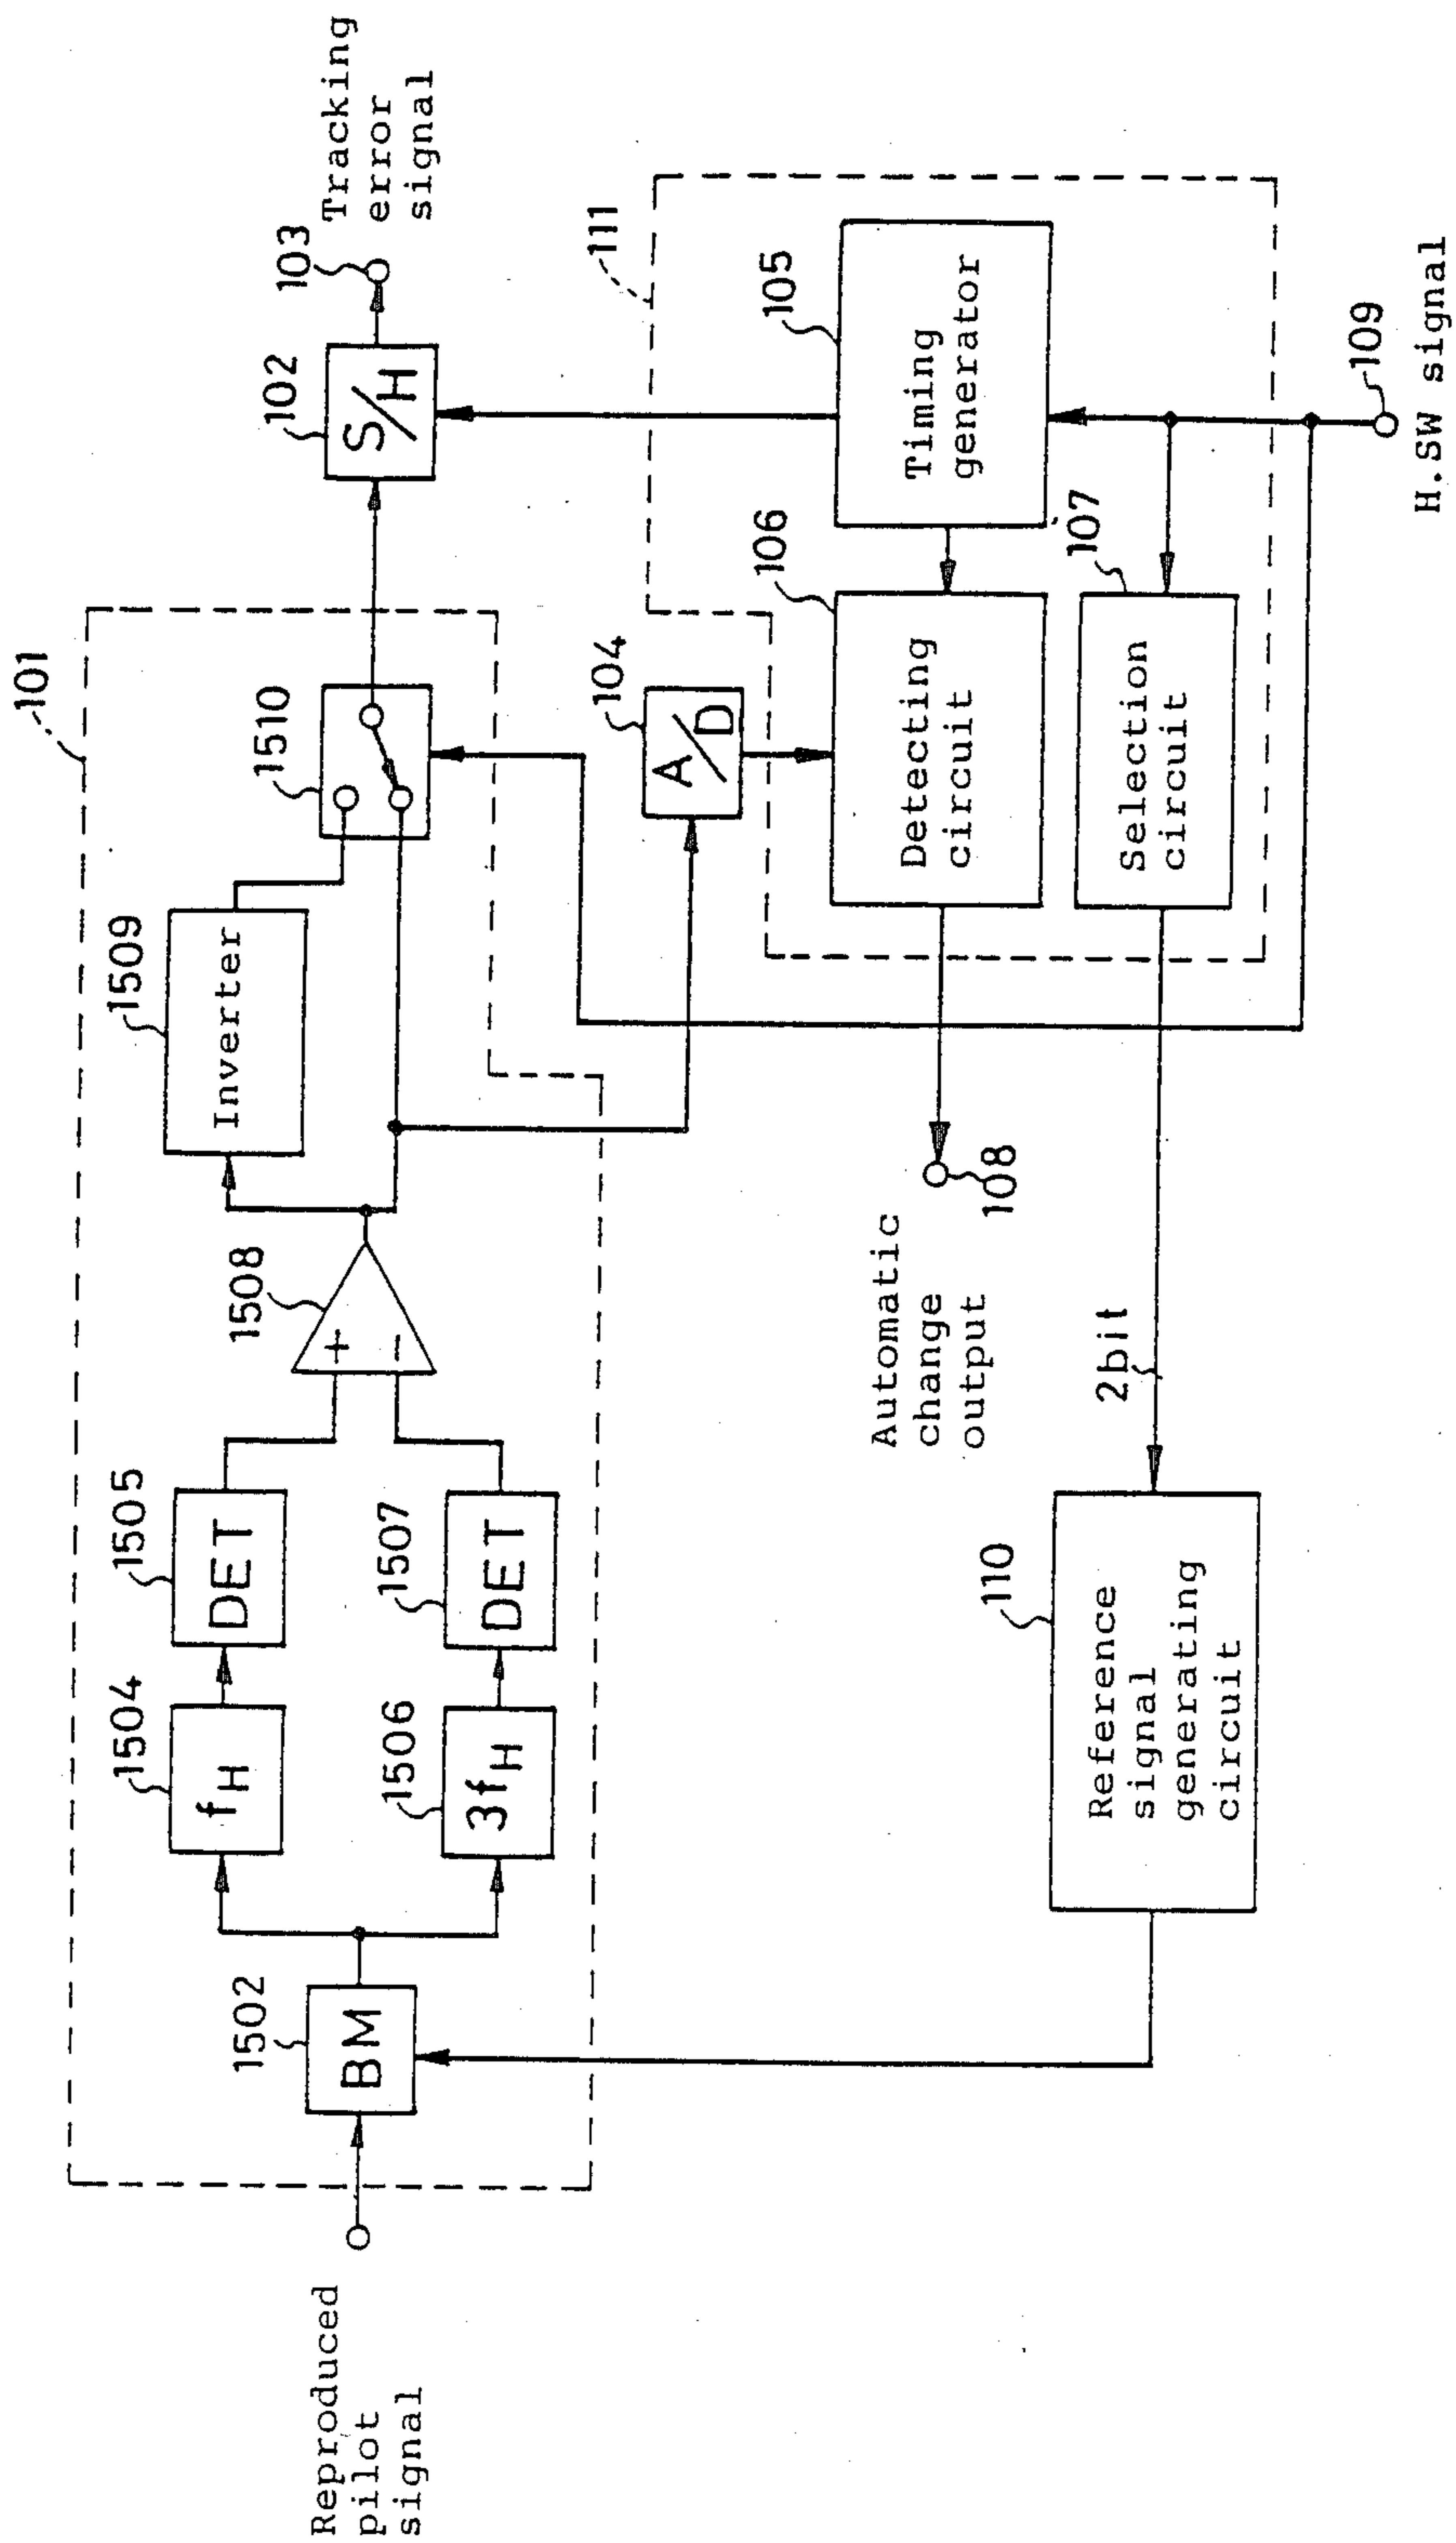 101
1509
Inverter
1510
102
S/H
103
Tracking
error
signal
1504
fH
1505
DET
1508
+
−
1502
BM
1506
3fH
1507
DET
Reproduced
pilot
signal
104
A/D
111
105
Timing
generator
106
Detecting
circuit
107
Selection
circuit
108
Automatic
change
output
109
H.SW signal
110
Reference
signal
generating
circuit
2bit